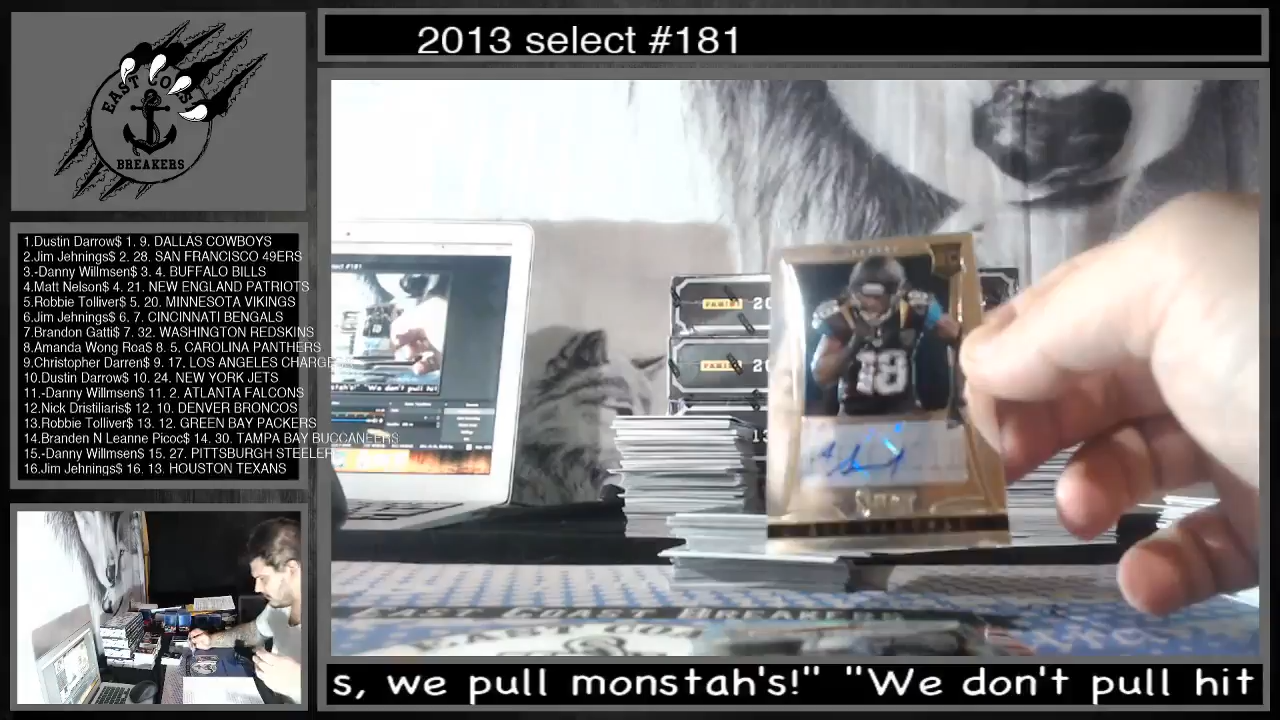 2013 select #181
EAST COAST
BREAKERS
1.Dustin Darrow$ 1, 9. DALLAS COWBOYS
2.Jim Jehnings$ 2. 28. SAN FRANCISCO 49ERS
3.-Danny Willmsen$ 3. 4. BUFFALO BILLS
4.Matt Nelson$ 4. 21. NEW ENGLAND PATRIOTS
5.Robbie Tolliver$ 5. 20. MINNESOTA VIKINGS
6.Jim Jehnings$ 6. 7. CINCINNATI BENGALS
7.Brandon Gatti$ 7. 32. WASHINGTON REDSKINS
8.Amanda Wong Roa$ 8. 5, CAROLINA PANTHERS
9.Christopher Darren$ 9. 17. LOS ANGELES CHARGE
10.Dustin Darrow$ 10. 24. NEW YORK JETS
11.-Danny Willmsen$ 11. 2. ATLANTA FALCONS
12.Nick Dristiliaris$ 12. 10. DENVER BRONCOS
13.Robbie Tolliver$ 13. 12. GREEN BAY PACKERS
14.Branden N Leanne Picoc$ 14. 30. TAMPA BAY BUCCANEERS
15.-Danny Willmsen$ 15. 27. PITTSBURGH STEELER
16.Jim Jehnings$ 16. 13. HOUSTON TEXANS
PANINI 20
PANINI 20
13
18
EAST COAST BREAKERS
s, we pull monstah's!" "We don't pull hit